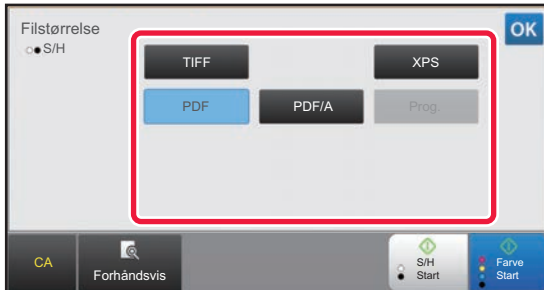 Filstørrelse
S/H
OK
TIFF
XPS
PDF
PDF/A
Prog.
CA
Forhåndsvis
S/H
Start
Farve
Start